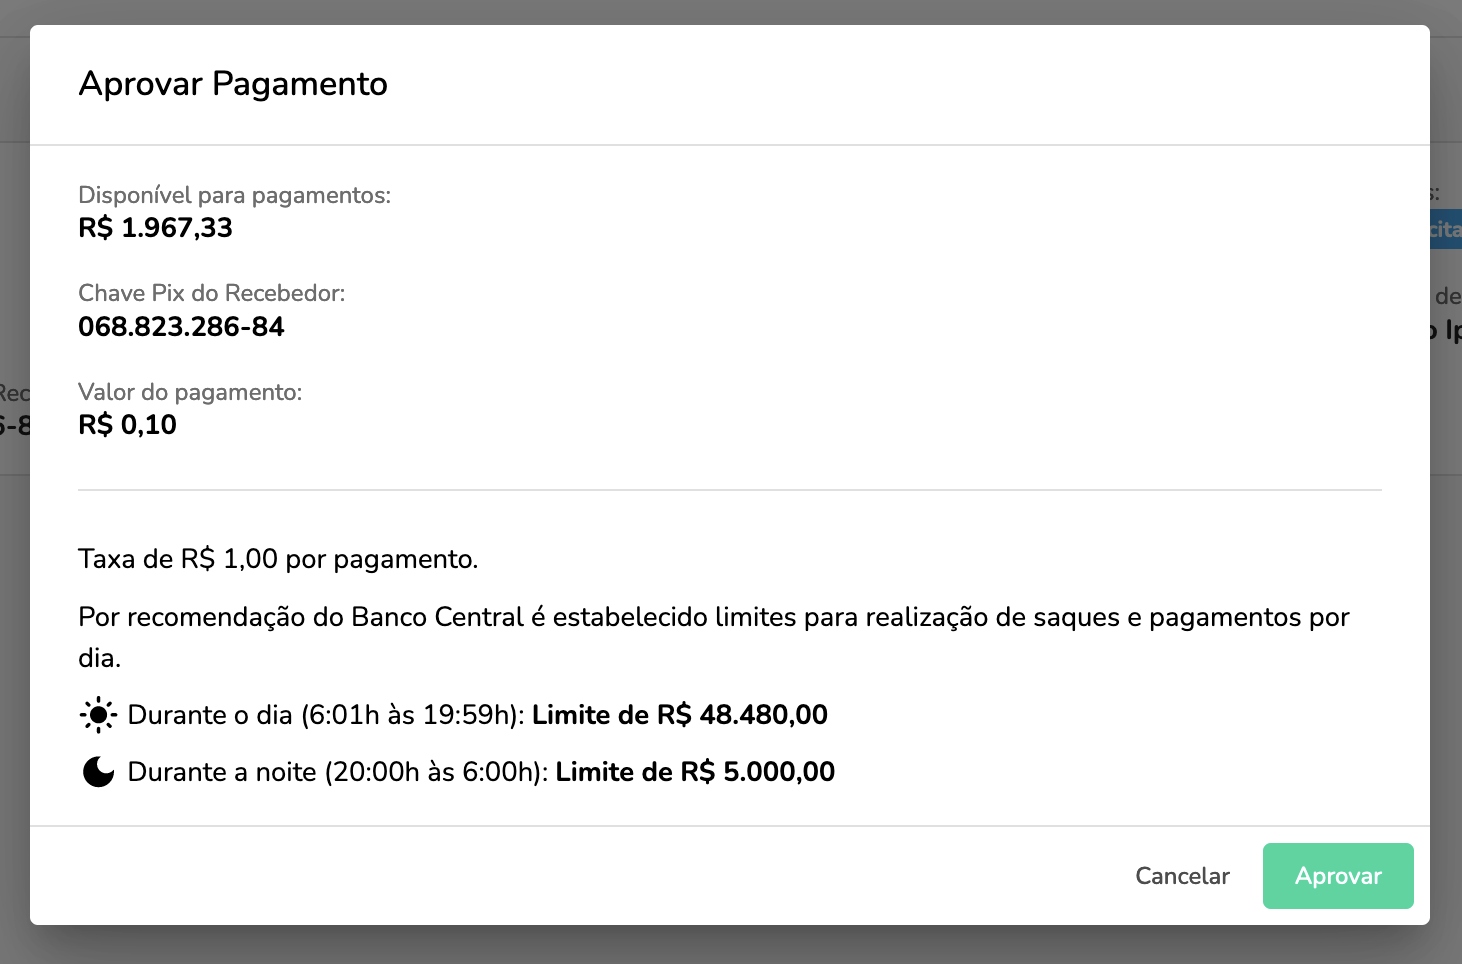 Aprovar Pagamento
Disponível para pagamentos:
R$ 1.967,33
Chave Pix do Recebedor:
068.823.286-84
Valor do pagamento:
R$ 0,10
Taxa de R$ 1,00 por pagamento.
Por recomendação do Banco Central é estabelecido limites para realização de saques e pagamentos por
dia.
Durante o dia (6:01h às 19:59h): Limite de R$ 48.480,00
Durante a noite (20:00h às 6:00h): Limite de R$ 5.000,00
Cancelar Aprovar